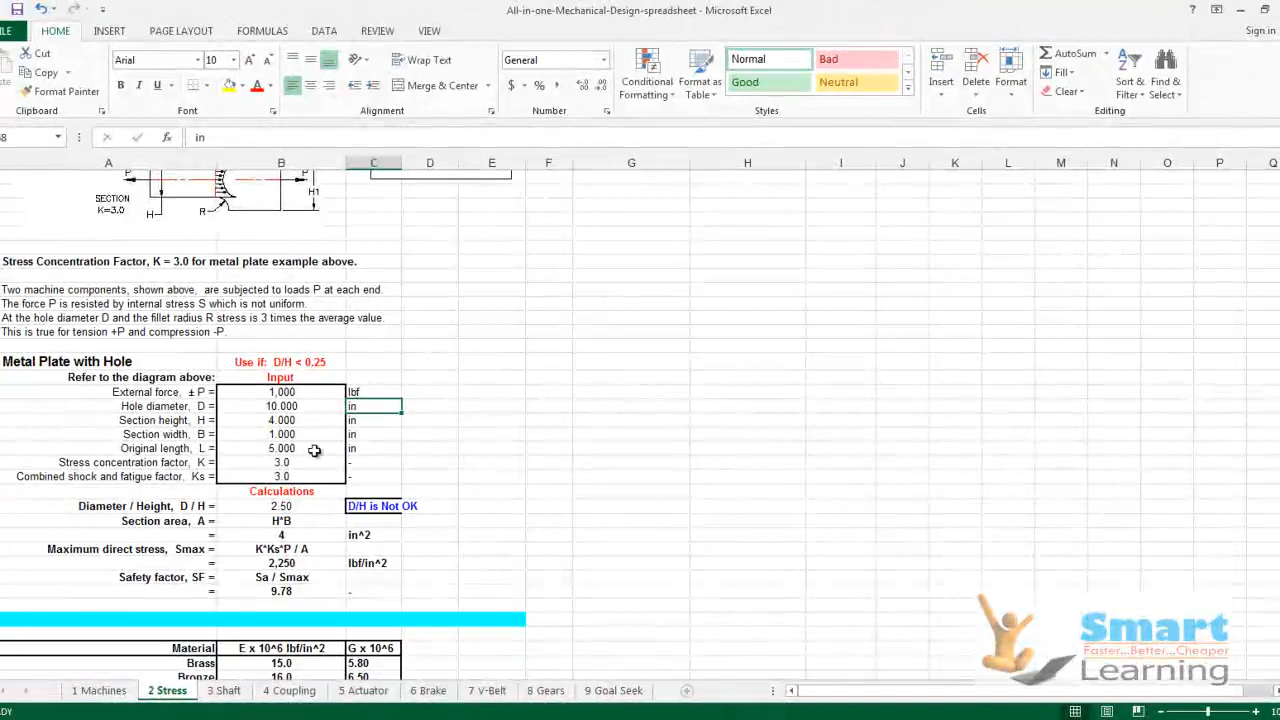 All-in-one-Mechanical-Design-spreadsheet - Microsoft Excel
HOME INSERT PAGE LAYOUT FORMULAS DATA REVIEW VIEW Sign in
Cut
Copy
Format Painter
Clipboard
Arial 10
B I U
Font
Wrap Text
Merge & Center
Alignment
General
$ % ,
Number
Conditional Formatting
Format as Table
Normal Bad
Good Neutral
Styles
Insert Delete Format
Cells
AutoSum
Fill
Clear
Sort & Filter
Find & Select
Editing
fx in
A B C D E F G H I J K L M N O P Q
SECTION
K=3.0
H
R
H1
Stress Concentration Factor, K = 3.0 for metal plate example above.
Two machine components, shown above, are subjected to loads P at each end.
The force P is resisted by internal stress S which is not uniform.
At the hole diameter D and the fillet radius R stress is 3 times the average value.
This is true for tension +P and compression -P.
Metal Plate with Hole Use if: D/H < 0.25
Refer to the diagram above: Input
External force, ± P = 1,000 lbf
Hole diameter, D = 10.000 in
Section height, H = 4.000 in
Section width, B = 1.000 in
Original length, L = 5.000 in
Stress concentration factor, K = 3.0 -
Combined shock and fatigue factor, Ks = 3.0 -
Calculations
Diameter / Height, D / H = 2.50 D/H is Not OK
Section area, A = H*B
= 4 in^2
Maximum direct stress, Smax = K*Ks*P / A
= 2,250 lbf/in^2
Safety factor, SF = Sa / Smax
= 9.78 -
Material E x 10^6 lbf/in^2 G x 10^6
Brass 15.0 5.80
Bronze 16.0 6.50
Smart
Faster...Better...Cheaper
Learning
1 Machines 2 Stress 3 Shaft 4 Coupling 5 Actuator 6 Brake 7 V-Belt 8 Gears 9 Goal Seek